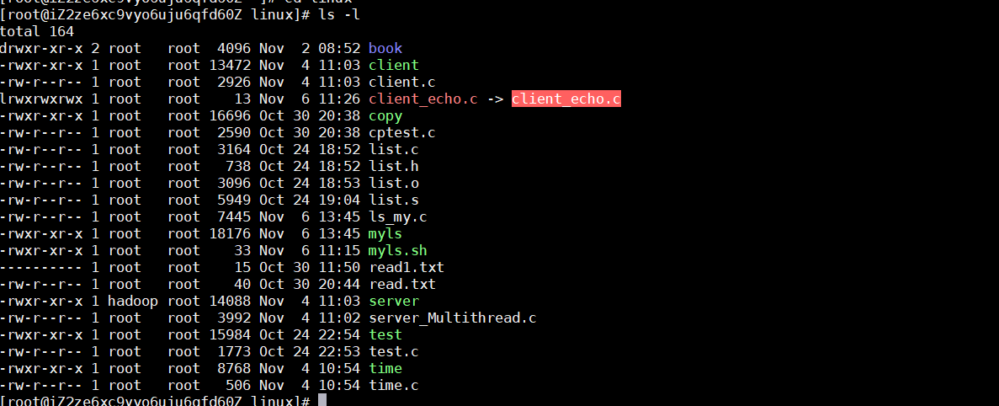 [root@iZ2ze6xc9vyo6uju6qfd60Z ~]# cd linux
[root@iZ2ze6xc9vyo6uju6qfd60Z linux]# ls -l
total 164
drwxr-xr-x 2 root   root  4096 Nov  2 08:52 book
-rwxr-xr-x 1 root   root 13472 Nov  4 11:03 client
-rw-r--r-- 1 root   root  2926 Nov  4 11:03 client.c
lrwxrwxrwx 1 root   root    13 Nov  6 11:26 client_echo.c -> client_echo.c
-rwxr-xr-x 1 root   root 16696 Oct 30 20:38 copy
-rw-r--r-- 1 root   root  2590 Oct 30 20:38 cptest.c
-rw-r--r-- 1 root   root  3164 Oct 24 18:52 list.c
-rw-r--r-- 1 root   root   738 Oct 24 18:52 list.h
-rw-r--r-- 1 root   root  3096 Oct 24 18:53 list.o
-rw-r--r-- 1 root   root  5949 Oct 24 19:04 list.s
-rw-r--r-- 1 root   root  7445 Nov  6 13:45 ls_my.c
-rwxr-xr-x 1 root   root 18176 Nov  6 13:45 myls
-rwxr-xr-x 1 root   root    33 Nov  6 11:15 myls.sh
---------- 1 root   root    15 Oct 30 11:50 read1.txt
-rw-r--r-- 1 root   root    40 Oct 30 20:44 read.txt
-rwxr-xr-x 1 hadoop root 14088 Nov  4 11:03 server
-rw-r--r-- 1 root   root  3992 Nov  4 11:02 server_Multithread.c
-rwxr-xr-x 1 root   root 15984 Oct 24 22:54 test
-rw-r--r-- 1 root   root  1773 Oct 24 22:53 test.c
-rwxr-xr-x 1 root   root  8768 Nov  4 10:54 time
-rw-r--r-- 1 root   root   506 Nov  4 10:54 time.c
[root@iZ2ze6xc9vyo6uju6qfd60Z linux]#